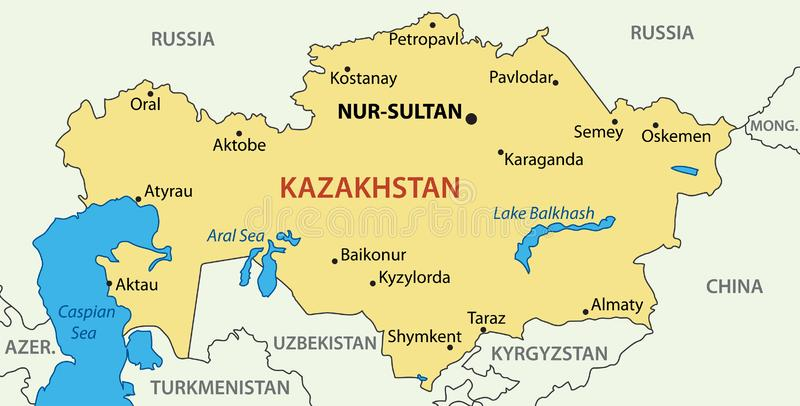 RUSSIA
RUSSIA
Petropavl
Kostanay
Pavlodar
Oral
NUR-SULTAN
Aktobe
Semey
Oskemen
MONG.
Karaganda
KAZAKHSTAN
Atyrau
dreamstime
Lake Balkhash
Aral Sea
Baikonur
Kyzylorda
Aktau
CHINA
Caspian
Sea
Almaty
Taraz
Shymkent
AZER.
UZBEKISTAN
KYRGYZSTAN
TURKMENISTAN